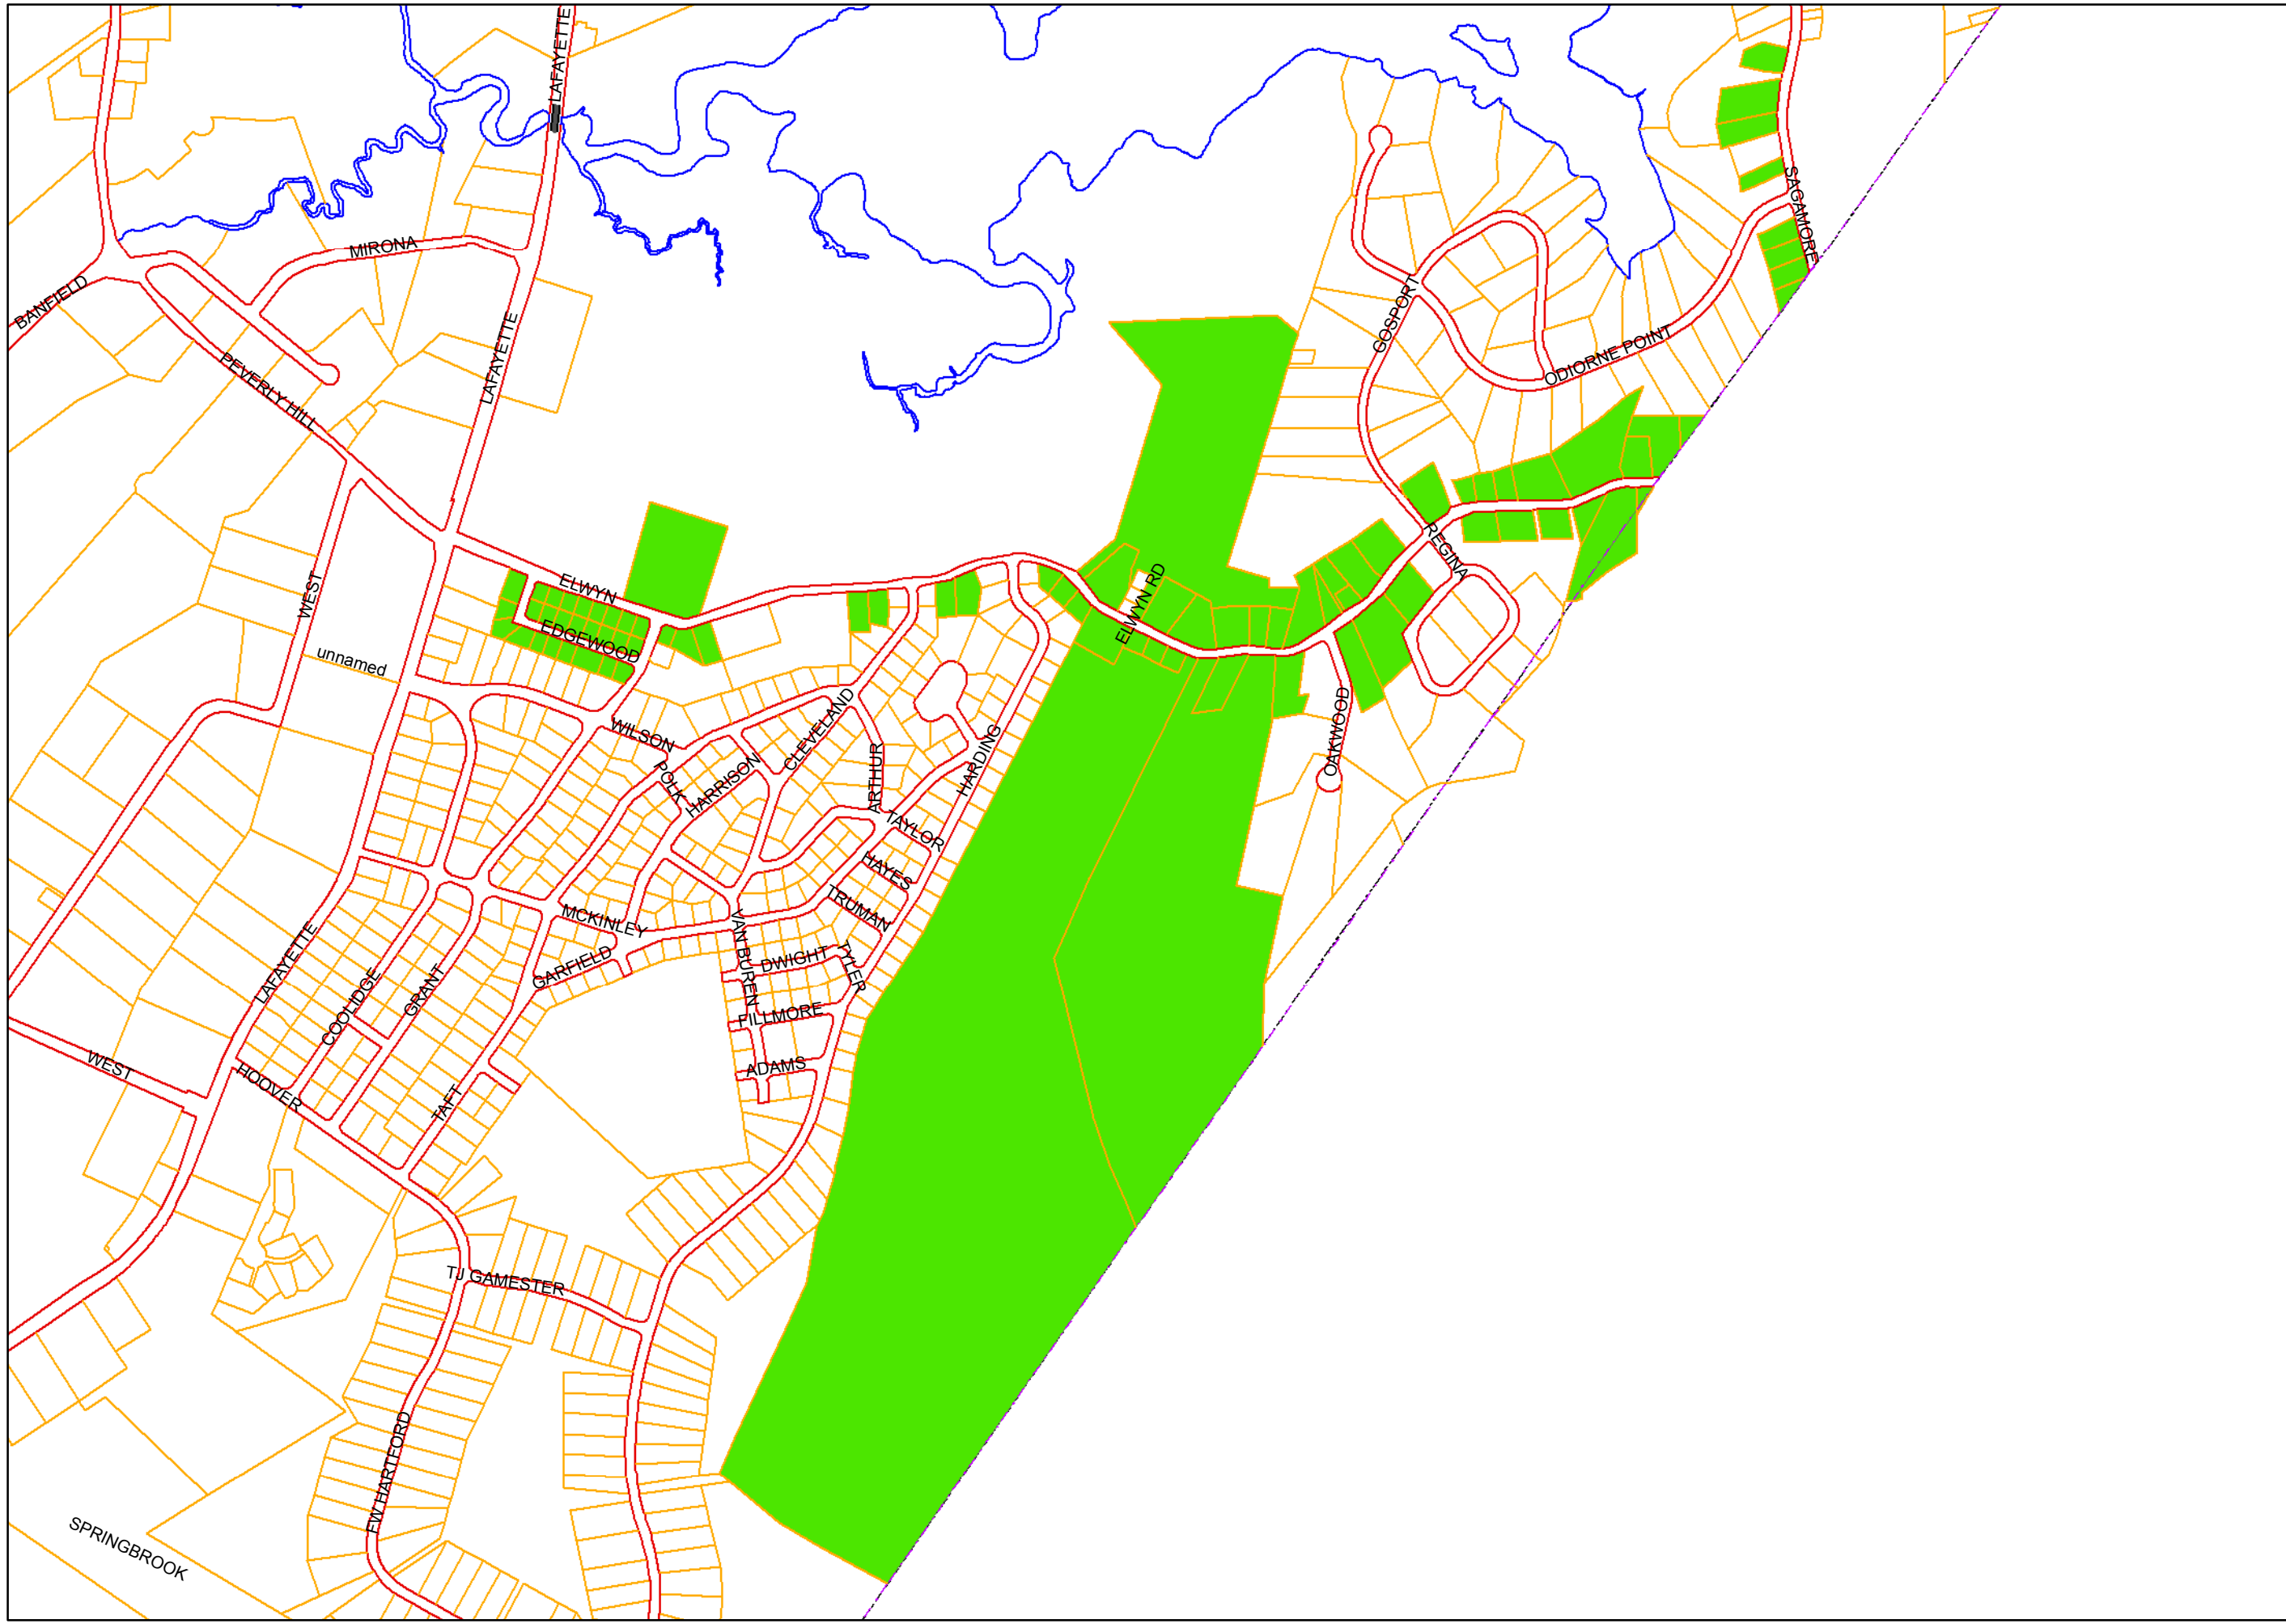 LAFAYETTE
SAGAMORE
MIRONA
BANFIELD
LAFAYETTE
GOSPORT
PEVERLY HILL
ODIORNE POINT
REGINA
ELWYN
WEST
ELWYN RD
EDGEWOOD
unnamed
WILSON
CLEVELAND
OAKWOOD
POLK
HARRISON
ARTHUR
HARDING
TAYLOR
HAYES
TRUMAN
MCKINLEY
LAFAYETTE
VAN BUREN
DWIGHT
TYLER
GARFIELD
COOLIDGE
GRANT
FILLMORE
WEST
HOOVER
ADAMS
TAFT
TJ GAMESTER
FW HARTFORD
SPRINGBROOK